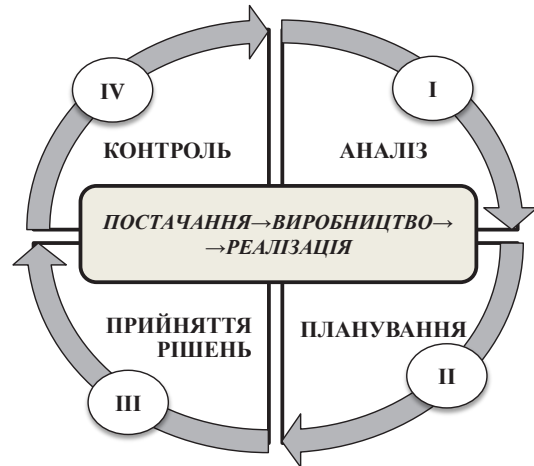 IV
I
КОНТРОЛЬ
АНАЛІЗ
ПОСТАЧАННЯ→ВИРОБНИЦТВО→
→РЕАЛІЗАЦІЯ
ПРИЙНЯТТЯ
РІШЕНЬ
ПЛАНУВАННЯ
III
II